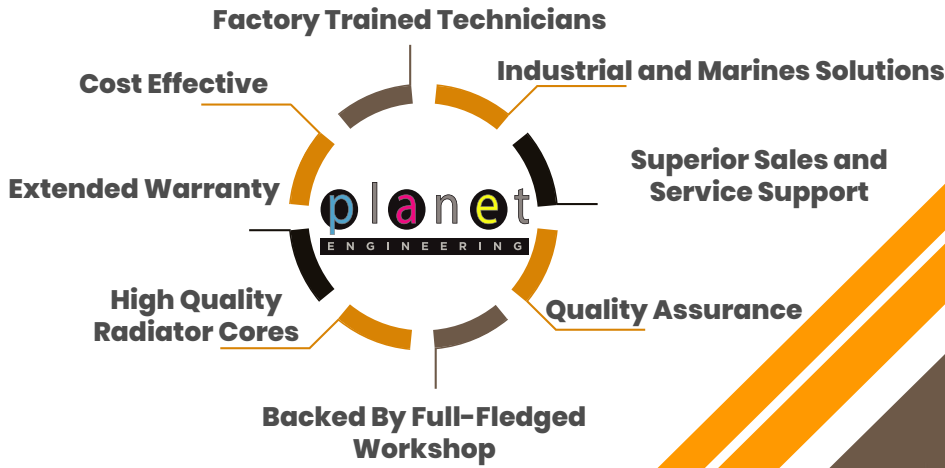 Factory Trained Technicians
Cost Effective
Industrial and Marines Solutions
Extended Warranty
Superior Sales and
Service Support
planet
ENGINEERING
High Quality
Radiator Cores
Quality Assurance
Backed By Full-Fledged
Workshop